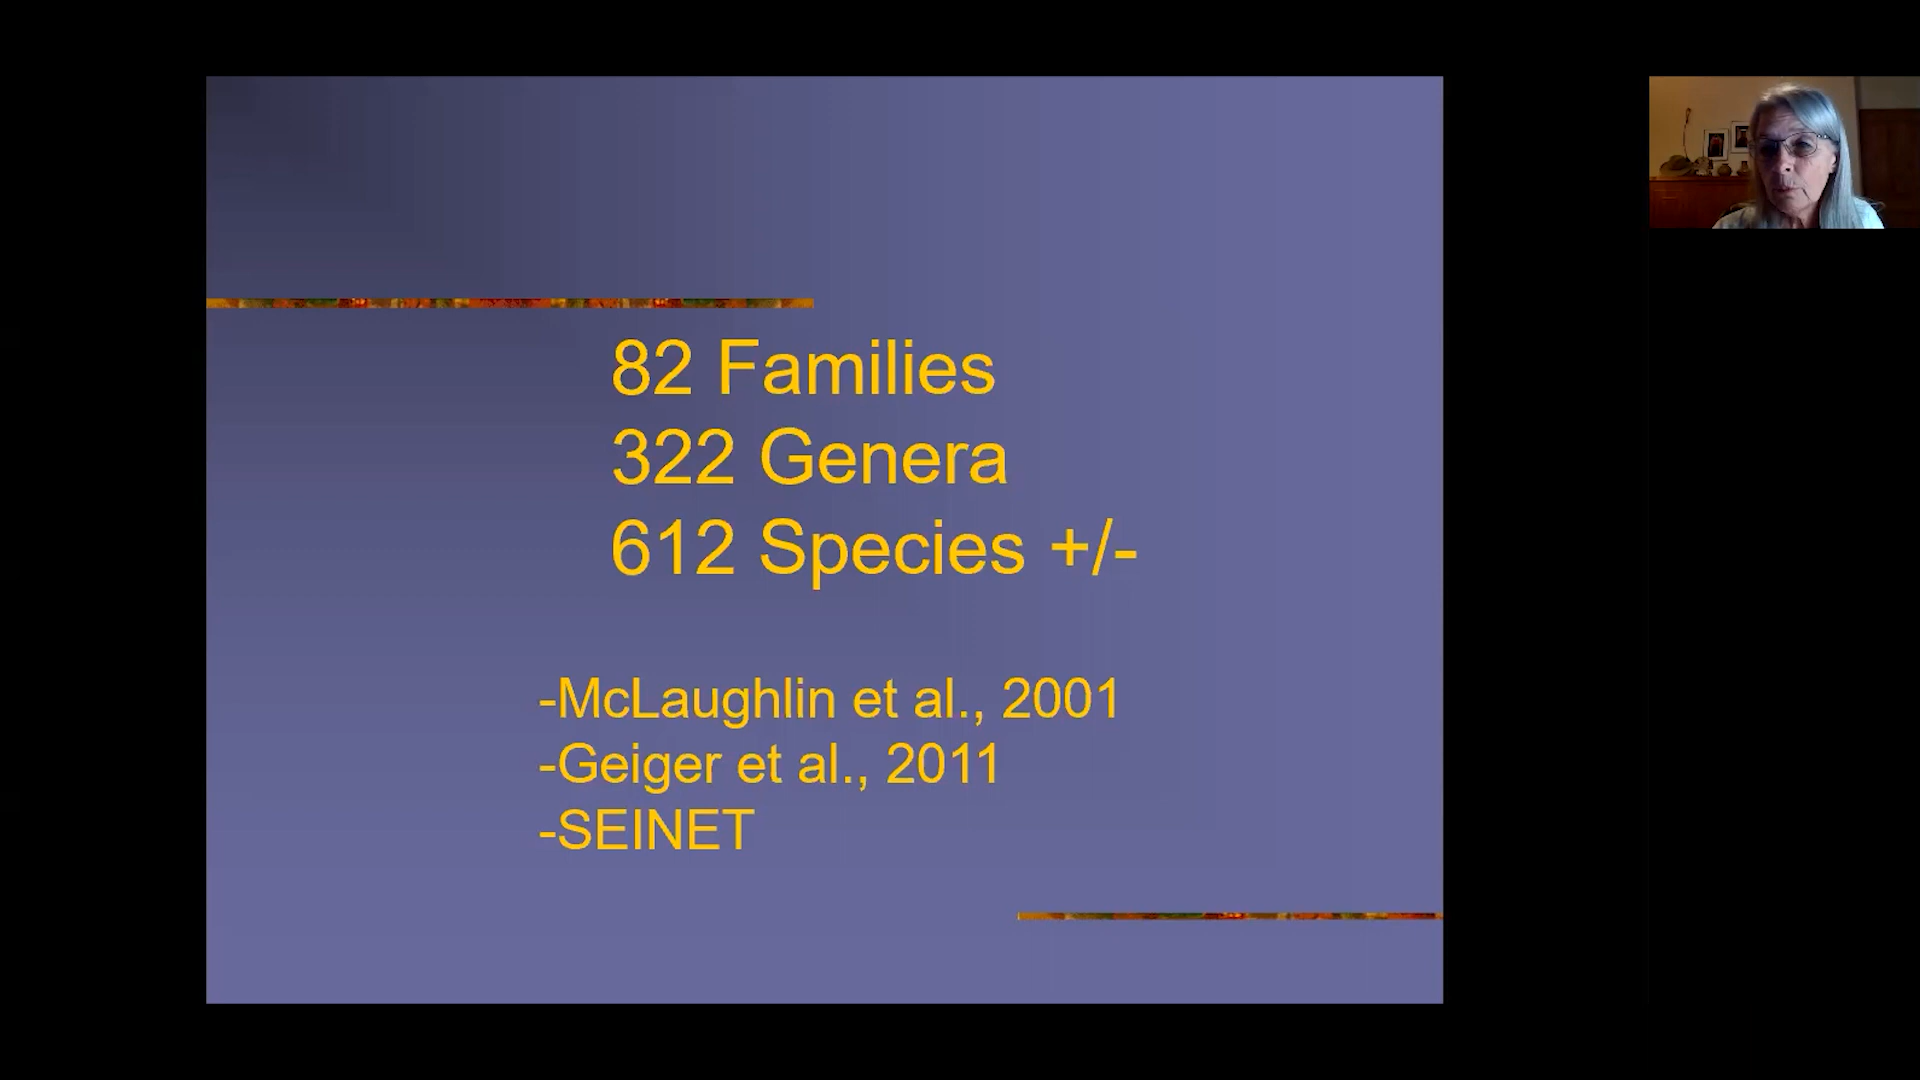 82 Families
322 Genera
612 Species +/-
-McLaughlin et al., 2001
-Geiger et al., 2011
-SEINET